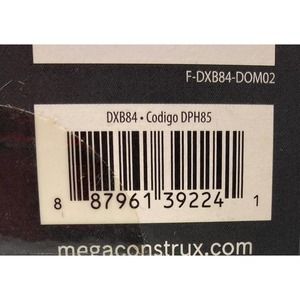 F-DXB84-DOM02
DXB84 • Codigo DPH85
8 87961 39224 1
megaconstrux.com